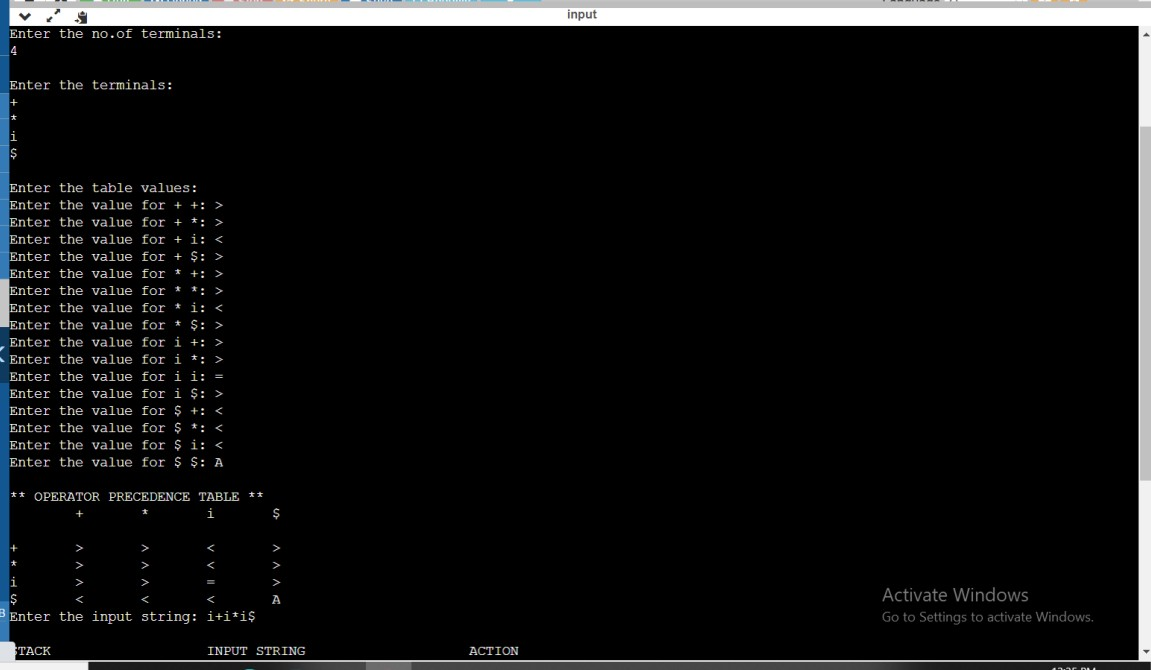 input
Enter the no.of terminals:
4
Enter the terminals:
+
*
i
$
Enter the table values:
Enter the value for + +: >
Enter the value for + *: >
Enter the value for + i: <
Enter the value for + $: >
Enter the value for * +: >
Enter the value for * *: >
Enter the value for * i: <
Enter the value for * $: >
Enter the value for i +: >
Enter the value for i *: >
Enter the value for i i: =
Enter the value for i $: >
Enter the value for $ +: <
Enter the value for $ *: <
Enter the value for $ i: <
Enter the value for $ $: A
** OPERATOR PRECEDENCE TABLE **
+ * i $
+ > > < >
* > > < >
i > > = >
$ < < < A
Enter the input string: i+i*i$
STACK INPUT STRING ACTION
Activate Windows
Go to Settings to activate Windows.